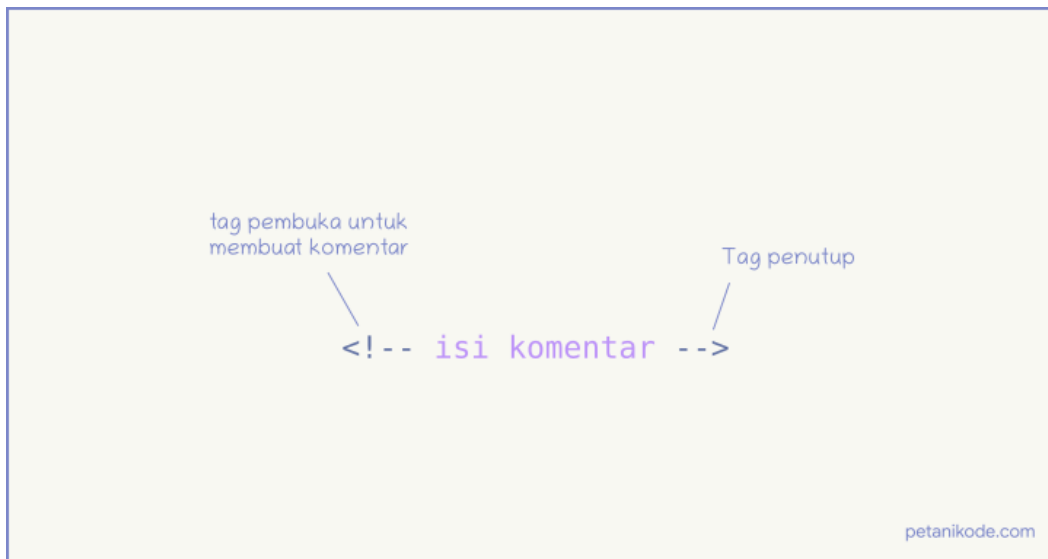 tag pembuka untuk
membuat komentar
Tag penutup
<!-- isi komentar -->
petanikode.com